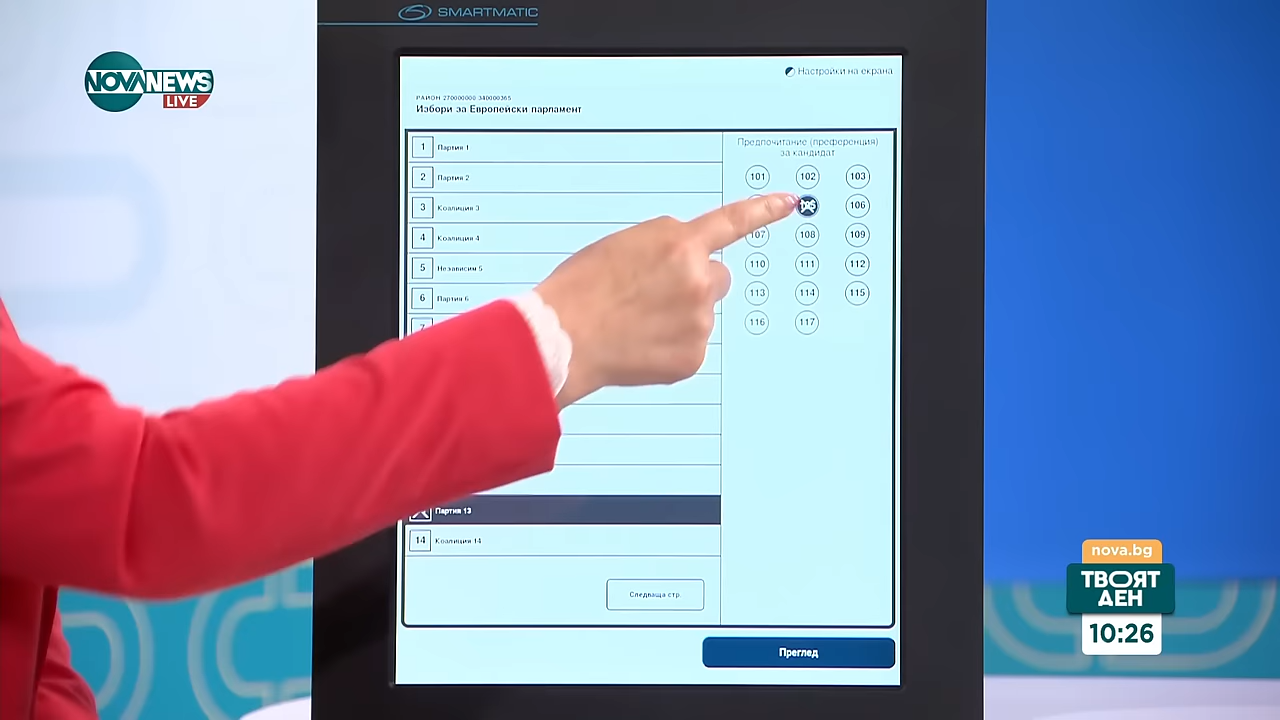 SMARTMATIC
NOVANEWS
LIVE
Настройки на екрана
РАЙОН 270000000 340000365
Избори за Европейски парламент
1 Партия 1
2 Партия 2
3 Коалиция 3
4 Коалиция 4
5 Независим 5
6 Партия 6
7
Партия 13
14 Коалиция 14
Следваща стр.
Предпочитание (преференция)
за кандидат
101 102 103
106
107 108 109
110 111 112
113 114 115
116 117
Преглед
nova.bg
ТВОЯТ
ДЕН
10:26